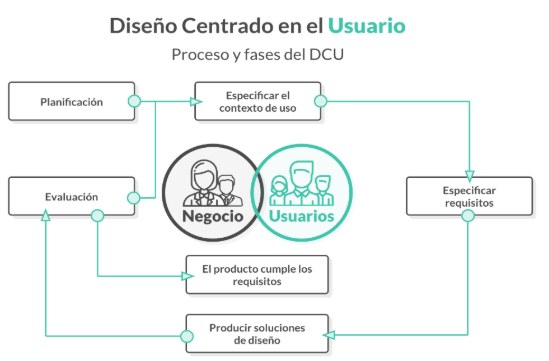 Diseño Centrado en el Usuario
Proceso y fases del DCU
Planificación
Especificar el
contexto de uso
Evaluación
Negocio
Usuarios
Especificar
requisitos
El producto cumple los
requisitos
Producir soluciones
de diseño